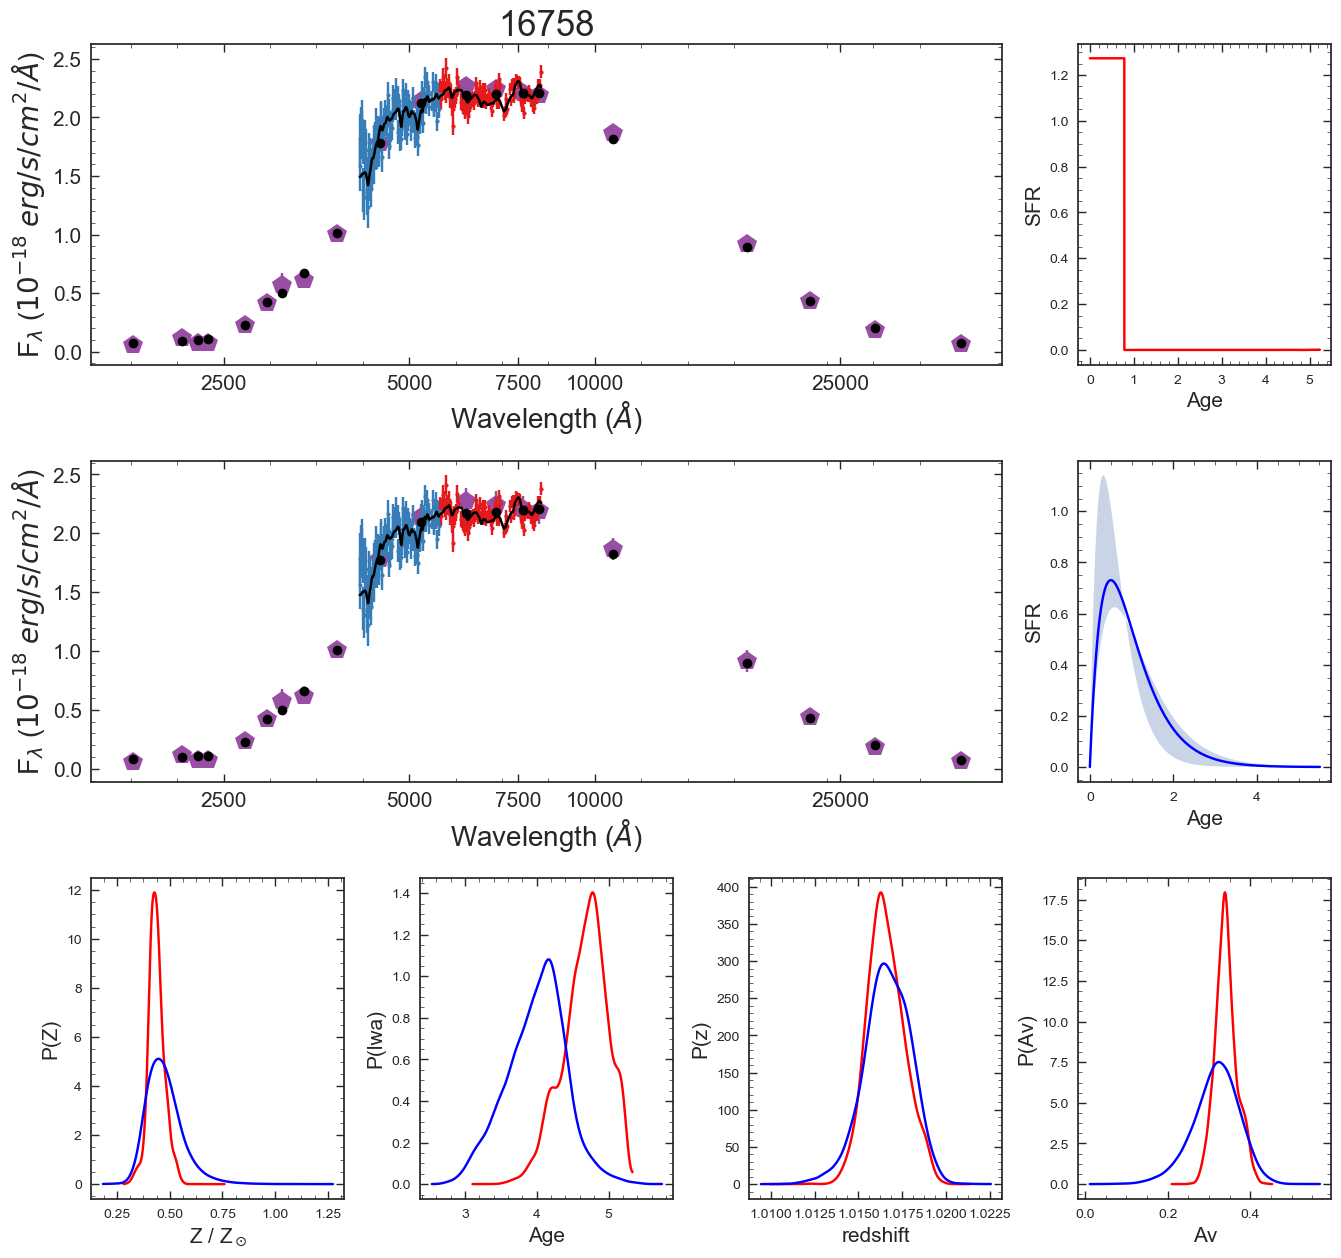 16758
2.5
2.0
1.5
1.0
0.5
0.0
F_λ (10^{-18} erg/s/cm^2/Å)
2500 5000 7500 10000 25000
Wavelength (Å)
1.2
1.0
0.8
0.6
0.4
0.2
0.0
SFR
0 1 2 3 4 5
Age
2.5
2.0
1.5
1.0
0.5
0.0
F_λ (10^{-18} erg/s/cm^2/Å)
2500 5000 7500 10000 25000
Wavelength (Å)
1.0
0.8
0.6
0.4
0.2
0.0
SFR
0 2 4
Age
12
10
8
6
4
2
0
P(Z)
0.25 0.50 0.75 1.00 1.25
Z / Z_⊙
1.4
1.2
1.0
0.8
0.6
0.4
0.2
0.0
P(lwa)
3 4 5
Age
400
350
300
250
200
150
100
50
0
P(z)
1.0100 1.0125 1.0150 1.0175 1.0200 1.0225
redshift
17.5
15.0
12.5
10.0
7.5
5.0
2.5
0.0
P(Av)
0.0 0.2 0.4
Av